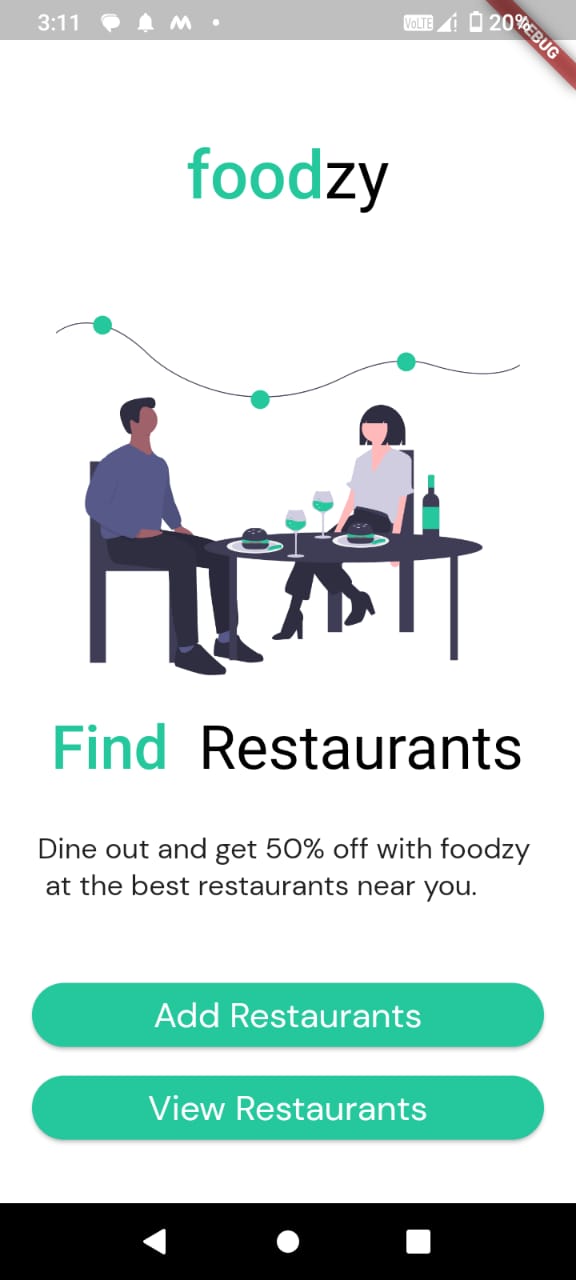 3:11 VoLTE 20%
DEBUG
foodzy
Find Restaurants
Dine out and get 50% off with foodzy
at the best restaurants near you.
Add Restaurants
View Restaurants